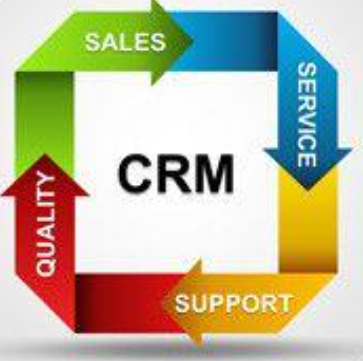 SALES
SERVICE
CRM
QUALITY
SUPPORT